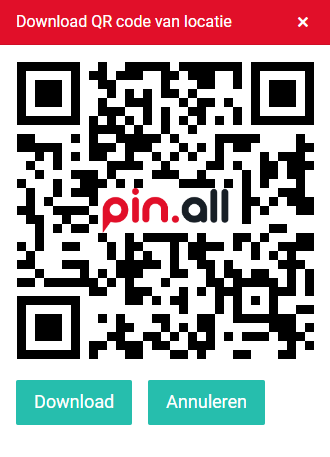 Download QR code van locatie ×
pin.all
Download Annuleren